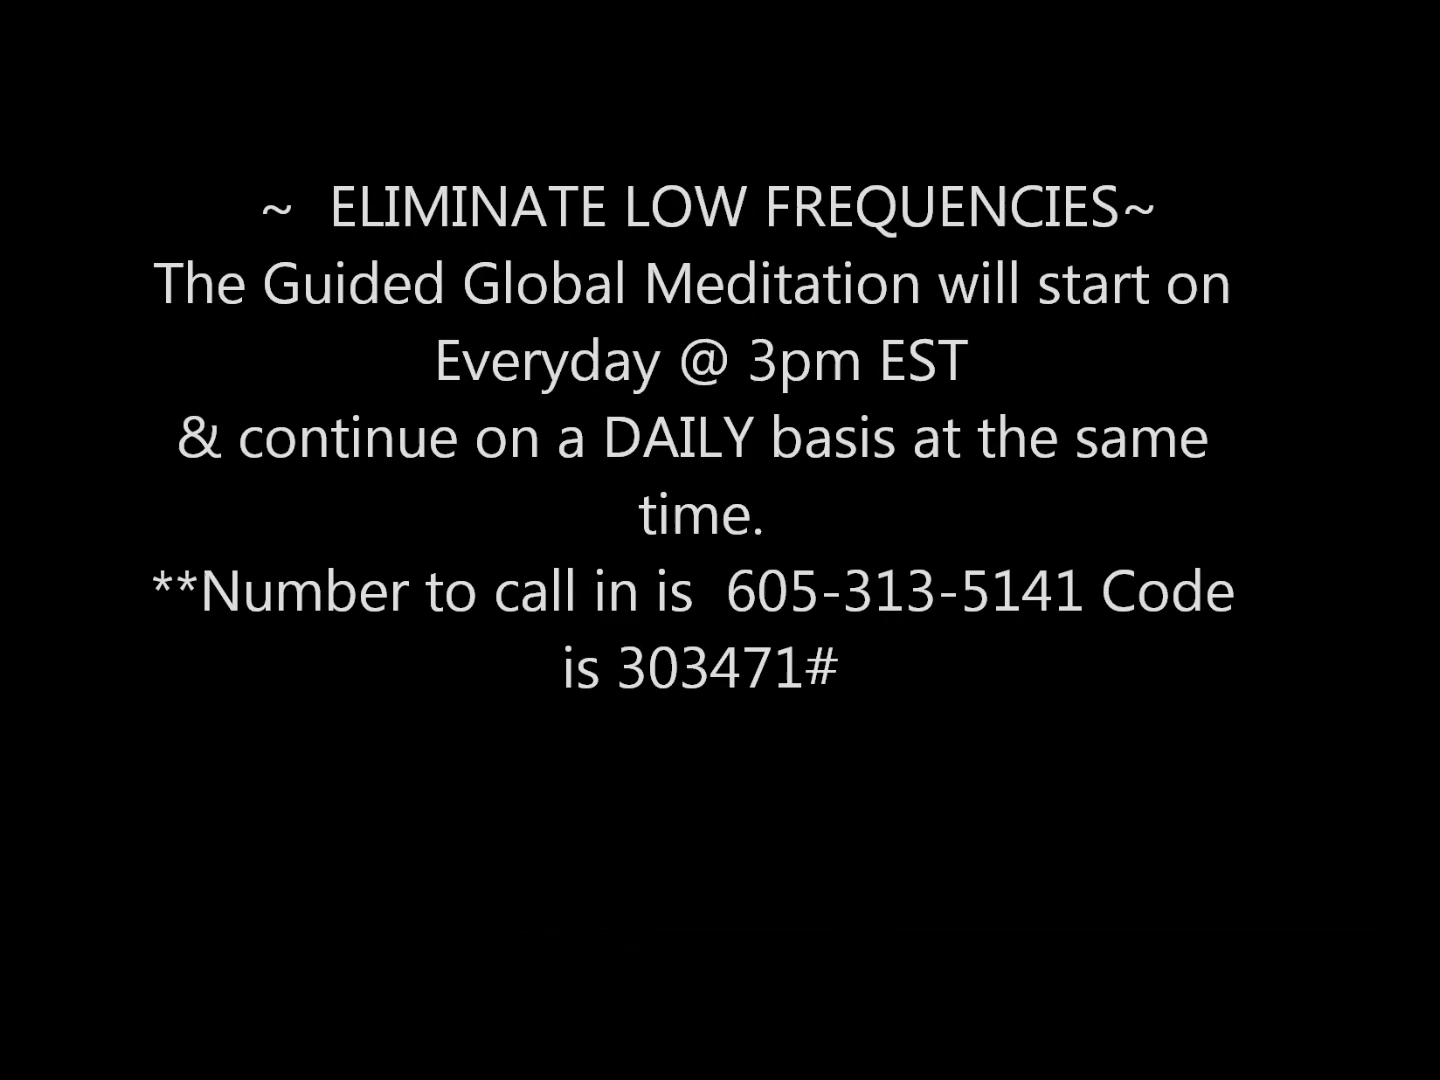 ~ ELIMINATE LOW FREQUENCIES~
The Guided Global Meditation will start on
Everyday @ 3pm EST
& continue on a DAILY basis at the same
time.
**Number to call in is 605-313-5141 Code
is 303471#